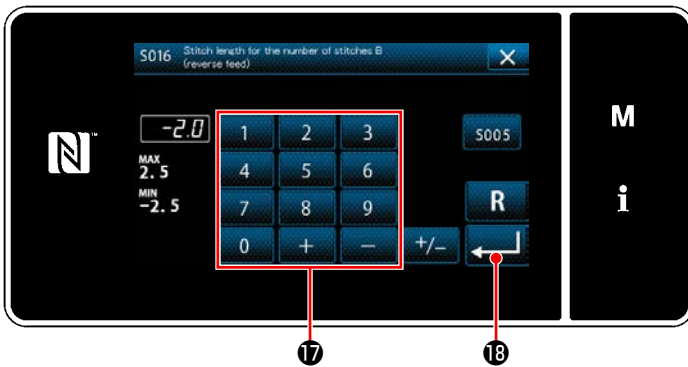 S016 Stitch length for the number of stitches B
(reverse feed)
-2.0
MAX
2.5
MIN
-2.5
1 2 3
4 5 6
7 8 9
0 + - +/-
S005
R
M
i
N
⓱ ⓲